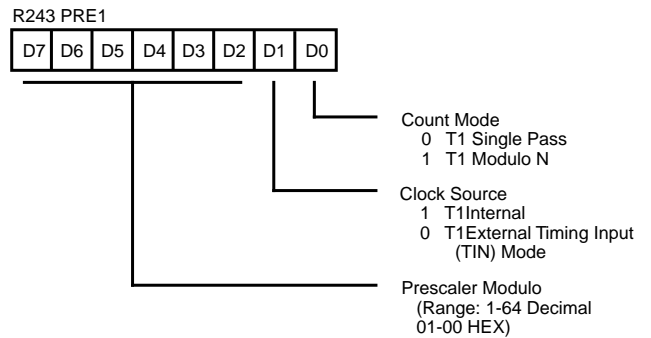 R243 PRE1
D7 D6 D5 D4 D3 D2 D1 D0
Count Mode
0 T1 Single Pass
1 T1 Modulo N
Clock Source
1 T1Internal
0 T1External Timing Input
(TIN) Mode
Prescaler Modulo
(Range: 1-64 Decimal
01-00 HEX)